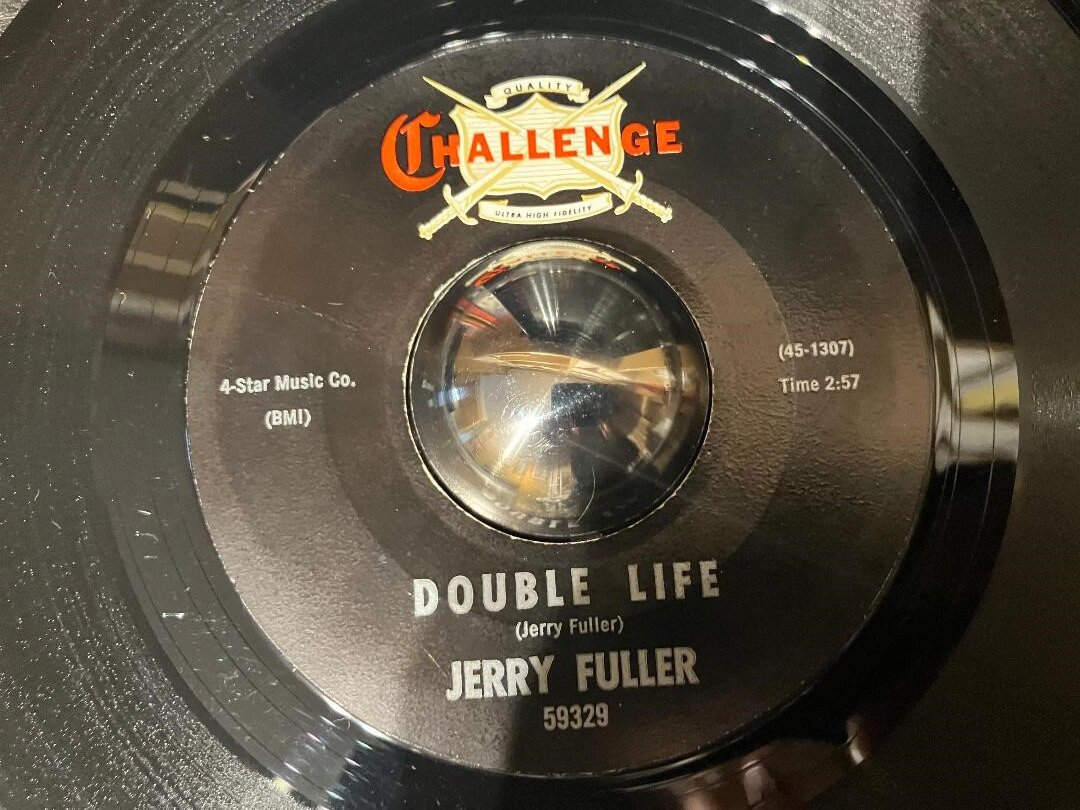 QUALITY
CHALLENGE
ULTRA HIGH FIDELITY
4-Star Music Co.
(BMI)
(45-1307)
Time 2:57
DOUBLE LIFE
(Jerry Fuller)
JERRY FULLER
59329